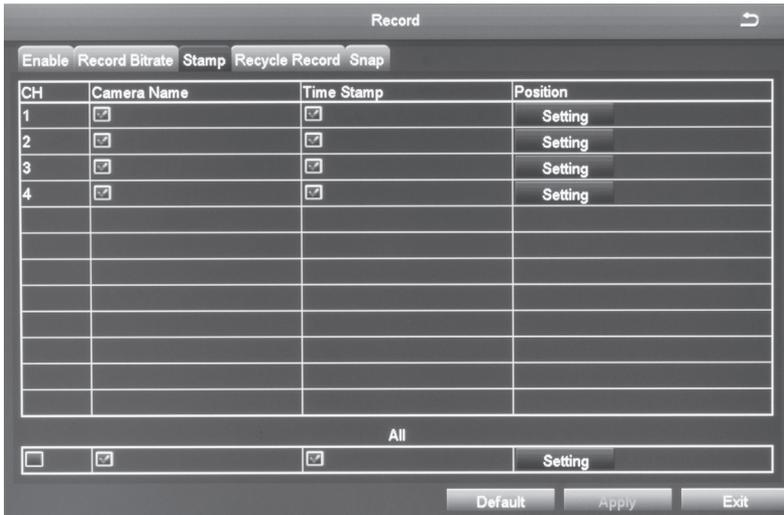 Record
Enable Record Bitrate Stamp Recycle Record Snap
CH Camera Name Time Stamp Position
1 Setting
2 Setting
3 Setting
4 Setting
All
Setting
Default Apply Exit